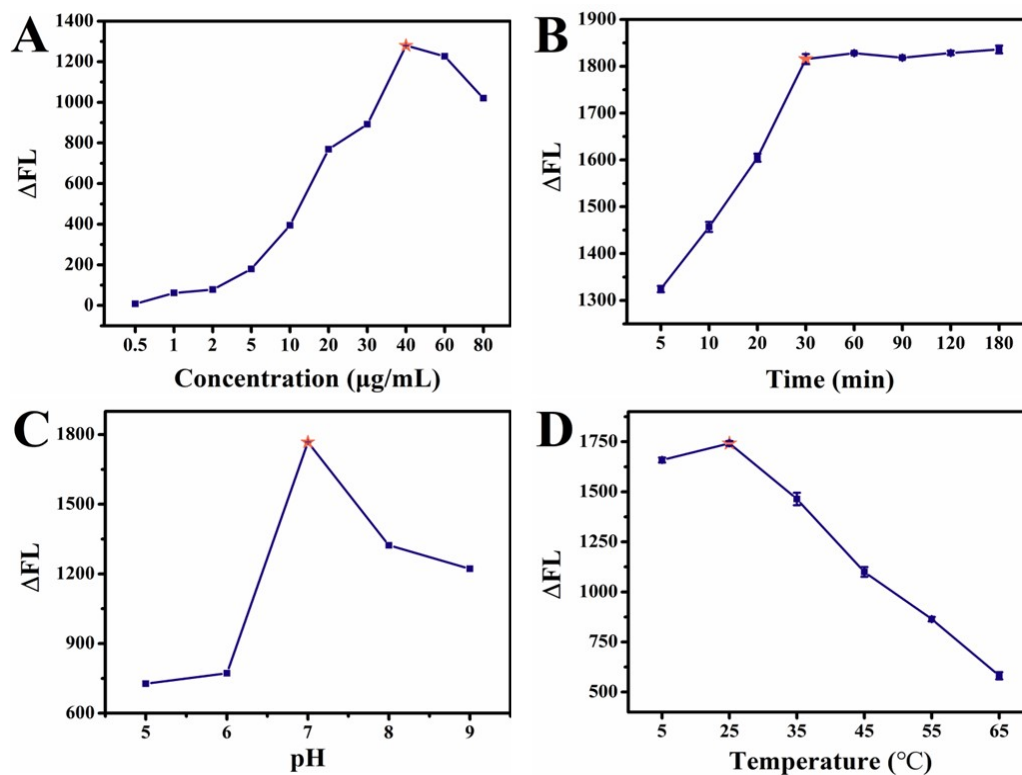 A
1400
1200
1000
800
600
400
200
0
ΔFL
0.5 1 2 5 10 20 30 40 60 80
Concentration (μg/mL)
B
1900
1800
1700
1600
1500
1400
1300
ΔFL
5 10 20 30 60 90 120 180
Time (min)
C
1800
1500
1200
900
600
ΔFL
5 6 7 8 9
pH
D
1750
1500
1250
1000
750
500
ΔFL
5 25 35 45 55 65
Temperature (℃)